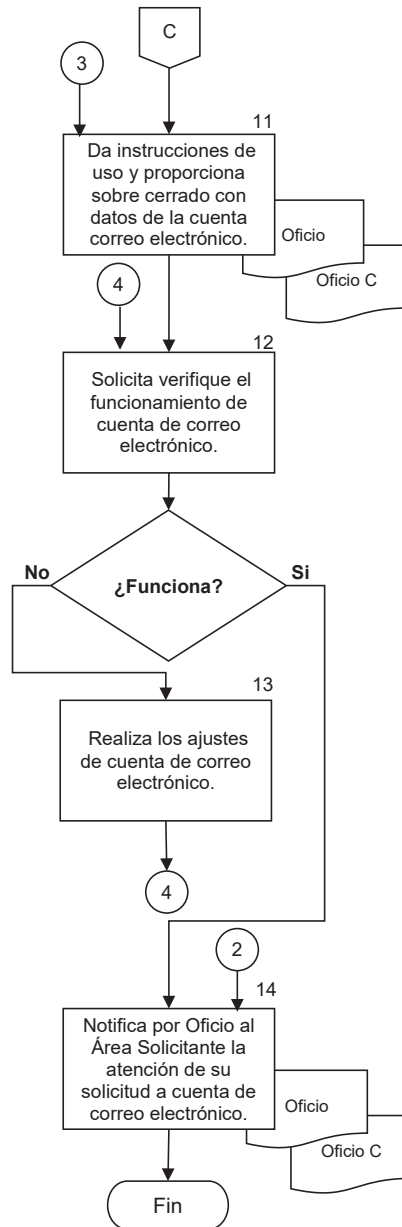 C
3
11
Da instrucciones de
uso y proporciona
sobre cerrado con
datos de la cuenta
correo electrónico.
Oficio
Oficio C
4
12
Solicita verifique el
funcionamiento de
cuenta de correo
electrónico.
No
¿Funciona?
Si
13
Realiza los ajustes
de cuenta de correo
electrónico.
4
2
14
Notifica por Oficio al
Área Solicitante la
atención de su
solicitud a cuenta de
correo electrónico.
Oficio
Oficio C
Fin